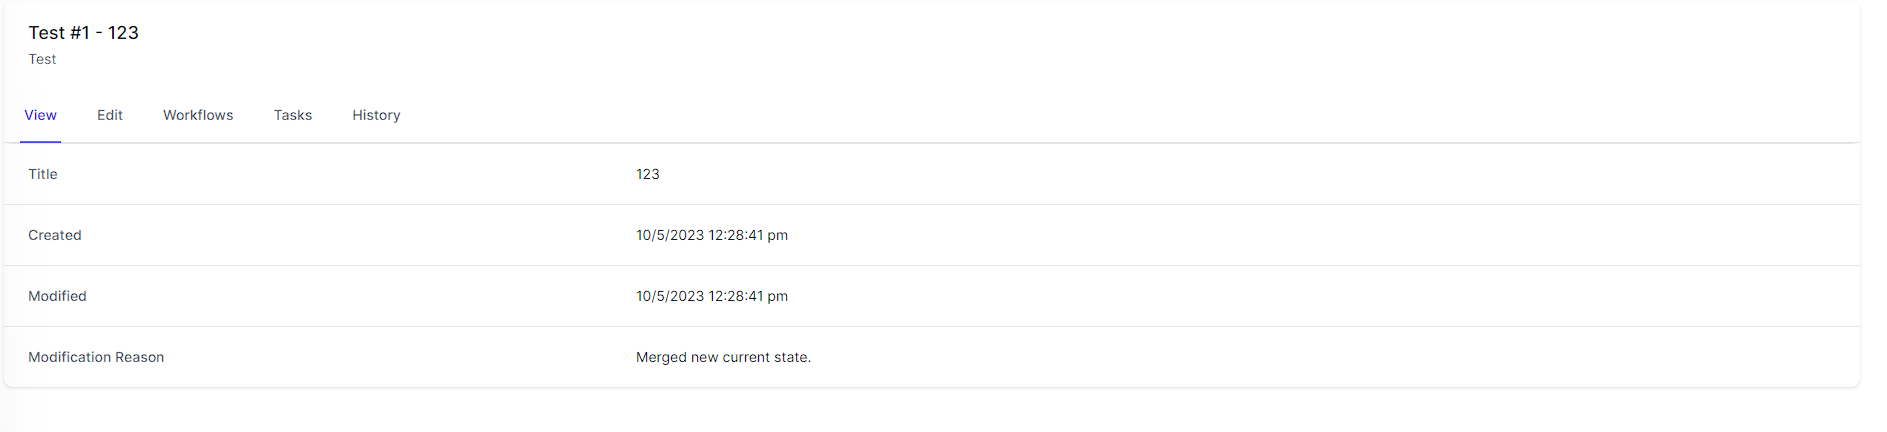 Test #1 - 123
Test
View Edit Workflows Tasks History
Title 123
Created 10/5/2023 12:28:41 pm
Modified 10/5/2023 12:28:41 pm
Modification Reason Merged new current state.